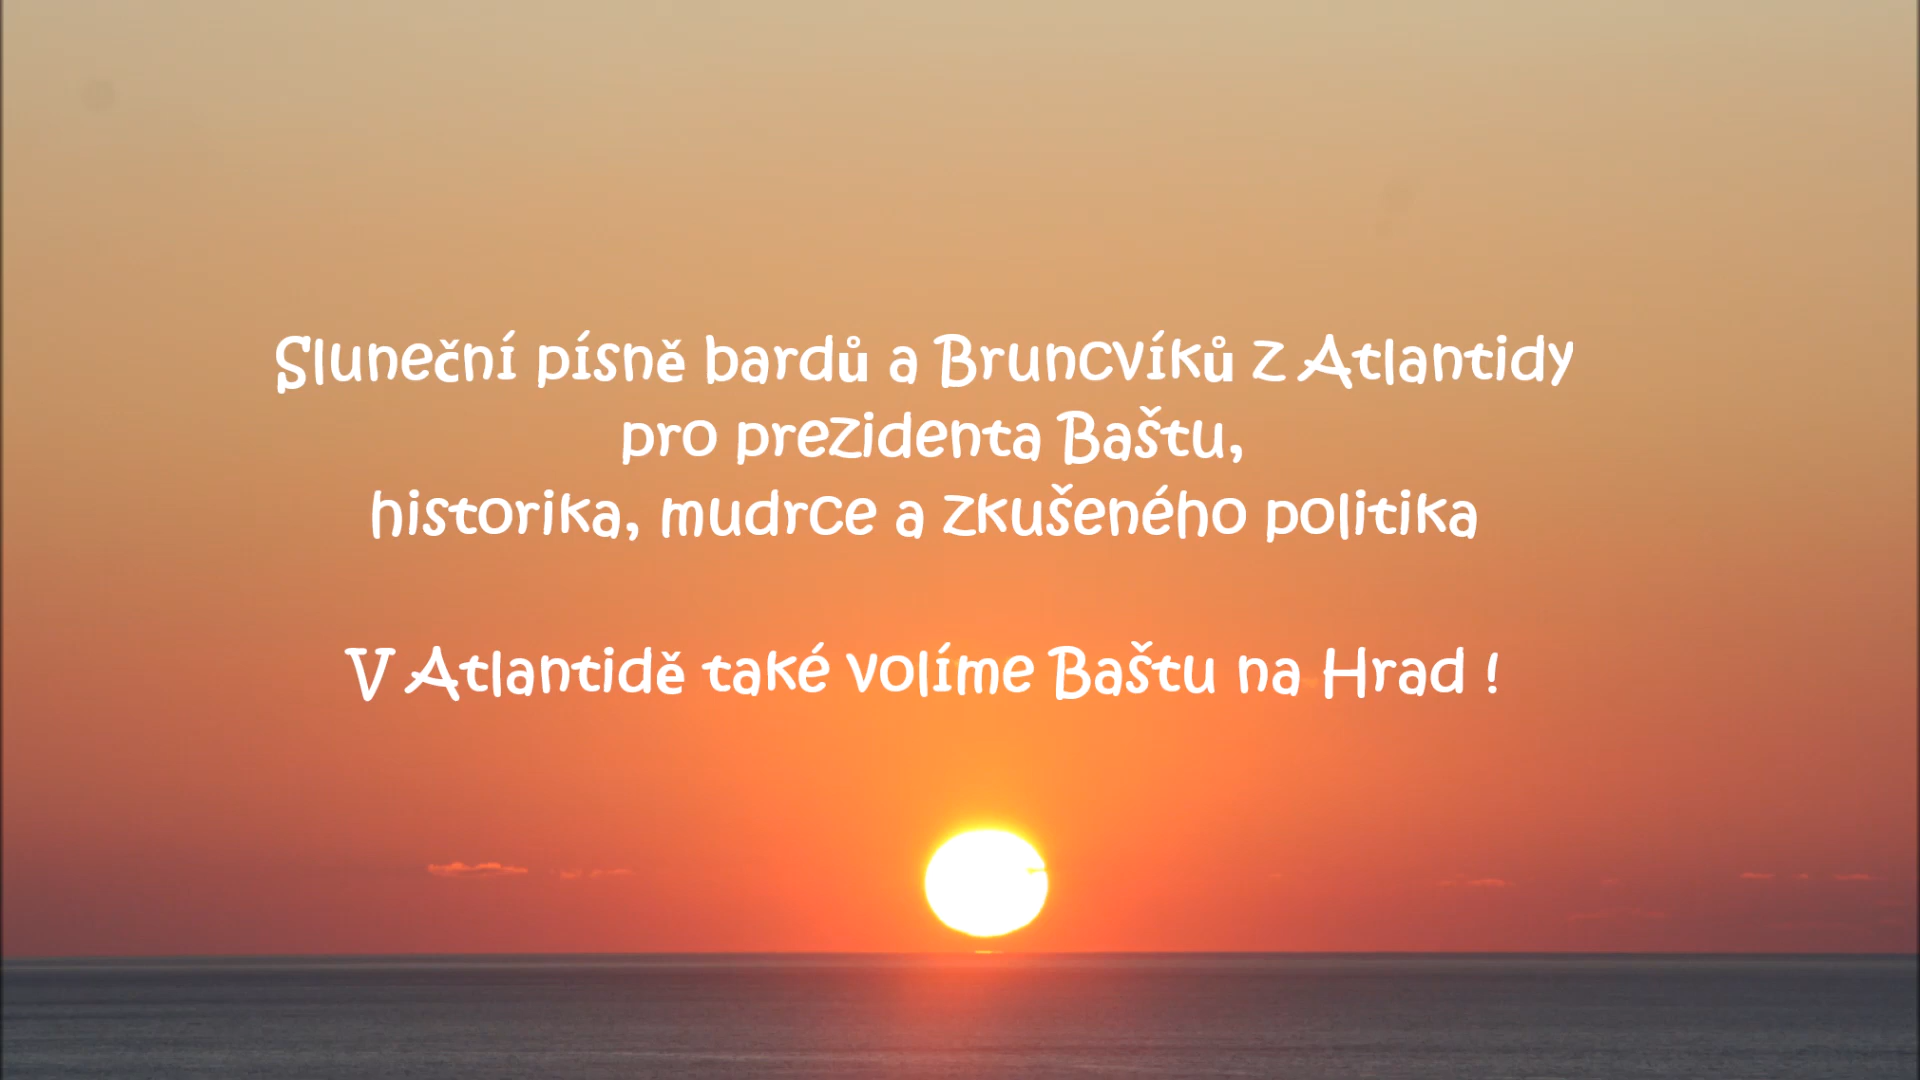 Sluneční písně bardů a Bruncvíků z Atlantidy
pro prezidenta Baštu,
historika, mudrce a zkušeného politika
V Atlantidě také volíme Baštu na Hrad !